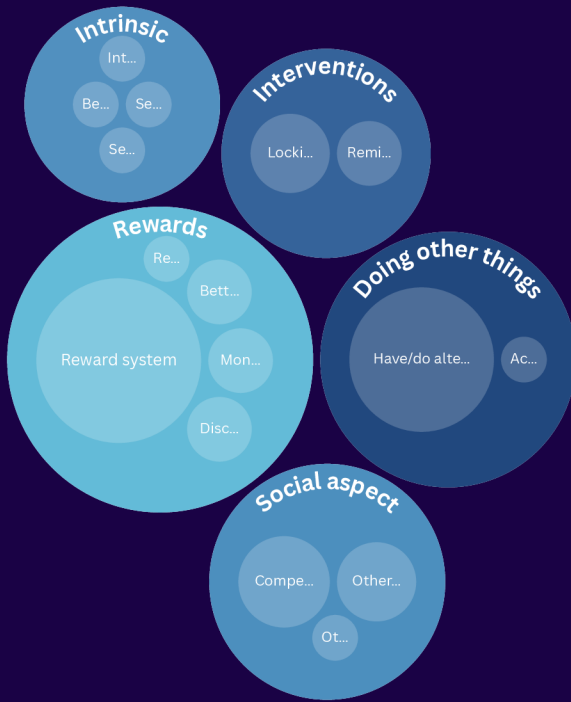 Intrinsic
Int...
Be...
Se...
Se...
Interventions
Locki...
Remi...
Rewards
Re...
Bett...
Reward system
Mon...
Disc...
Doing other things
Have/do alte...
Ac...
Social aspect
Compe...
Other...
Ot...